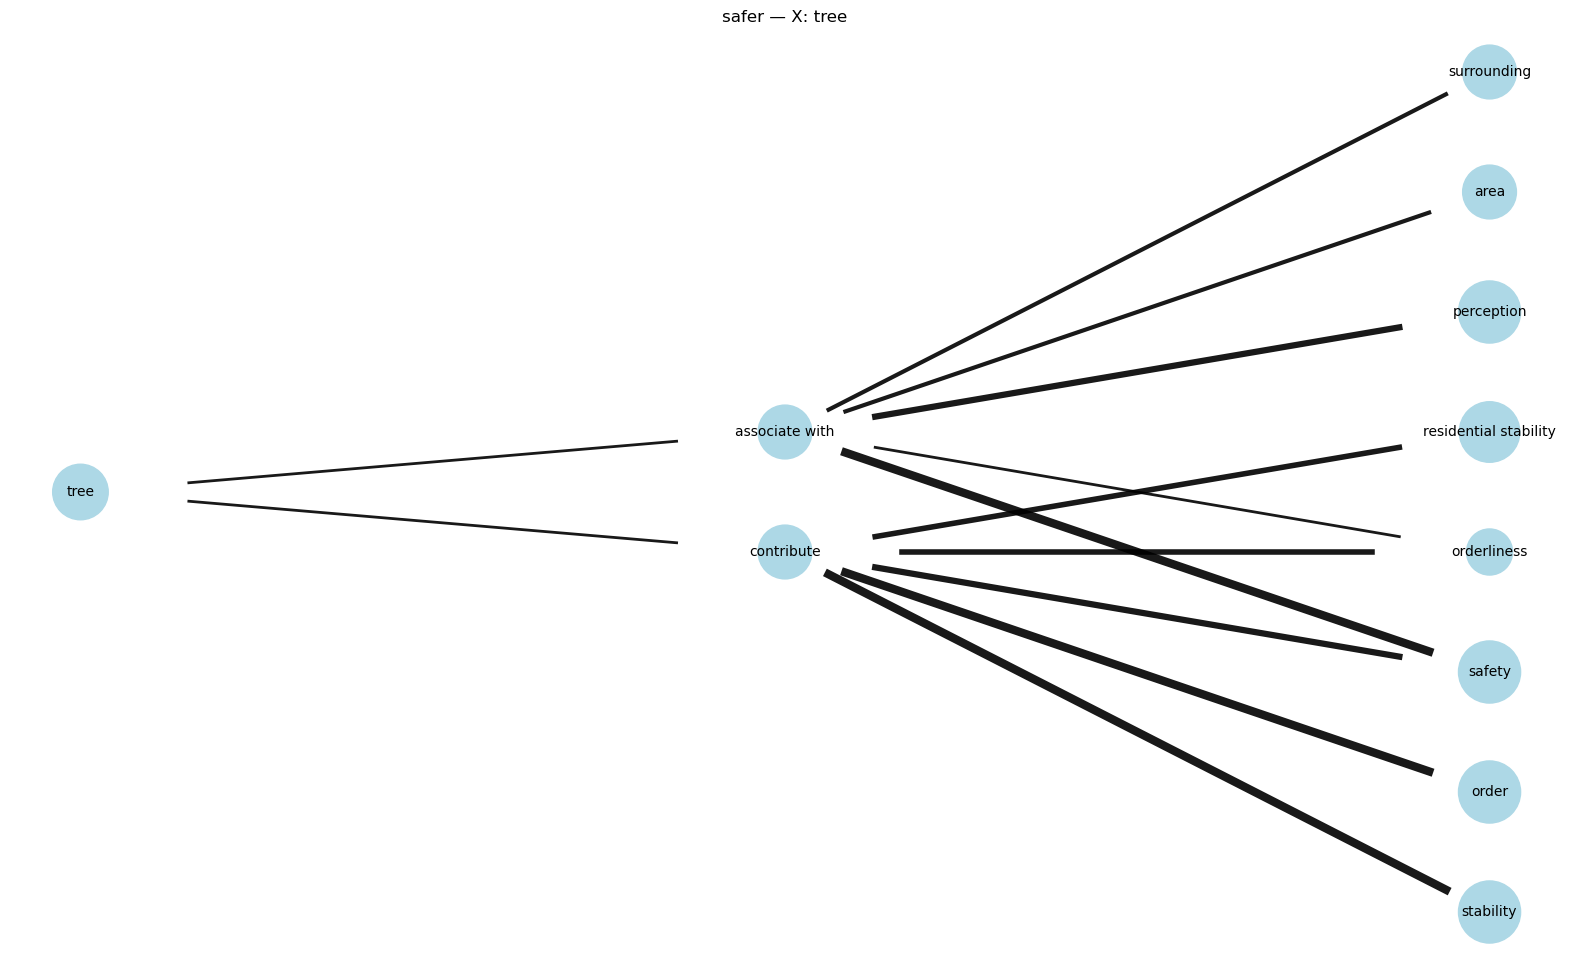 safer — X: tree
surrounding
area
perception
associate with
residential stability
tree
contribute
orderliness
safety
order
stability